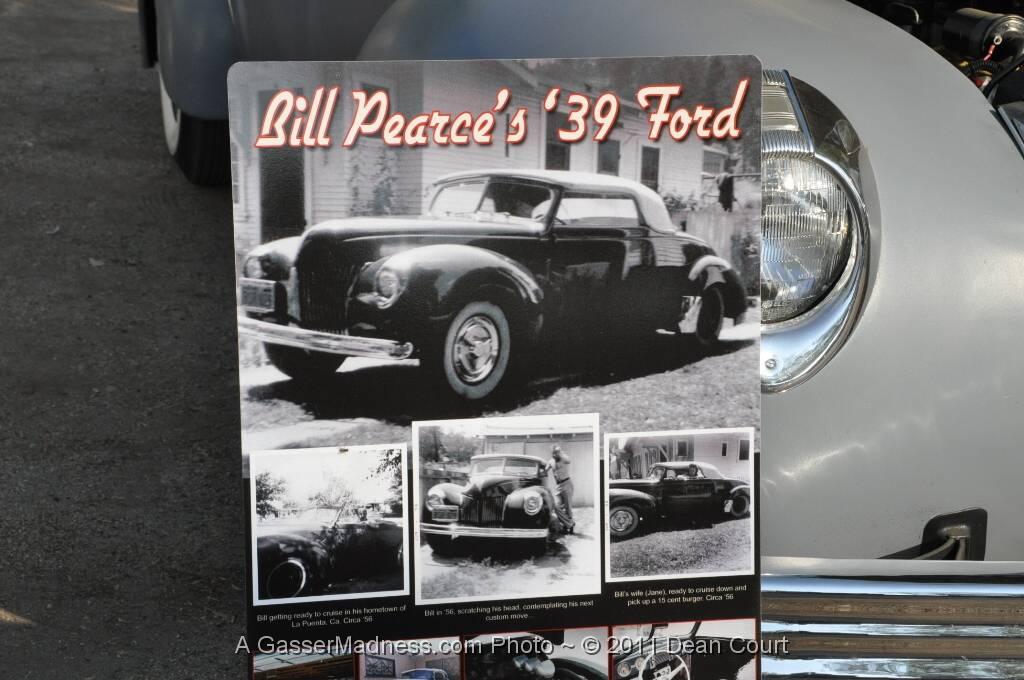 Bill Pearce's '39 Ford
Bill getting ready to cruise in his hometown of
La Puenta, Ca. Circa '56
Bill in '56, scratching his head, contemplating his next
custom move...
Bill's wife (Jane), ready to cruise down and
pick up a 15 cent burger. Circa '56
A GasserMadness.com Photo ~ © 2011 Dean Court